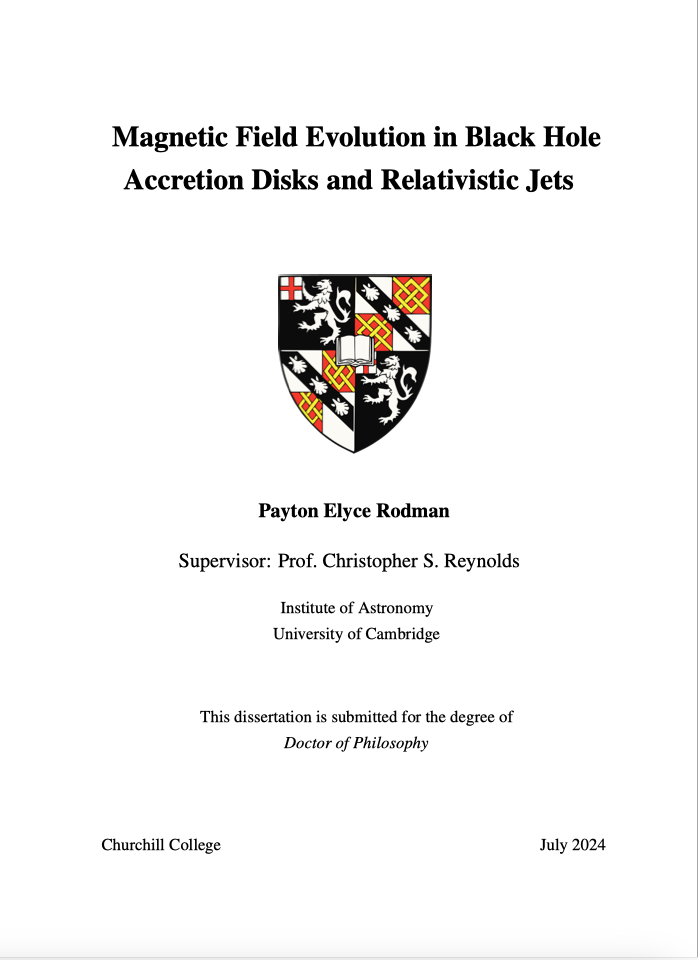 Magnetic Field Evolution in Black Hole
Accretion Disks and Relativistic Jets
Payton Elyce Rodman
Supervisor: Prof. Christopher S. Reynolds
Institute of Astronomy
University of Cambridge
This dissertation is submitted for the degree of
Doctor of Philosophy
Churchill College
July 2024